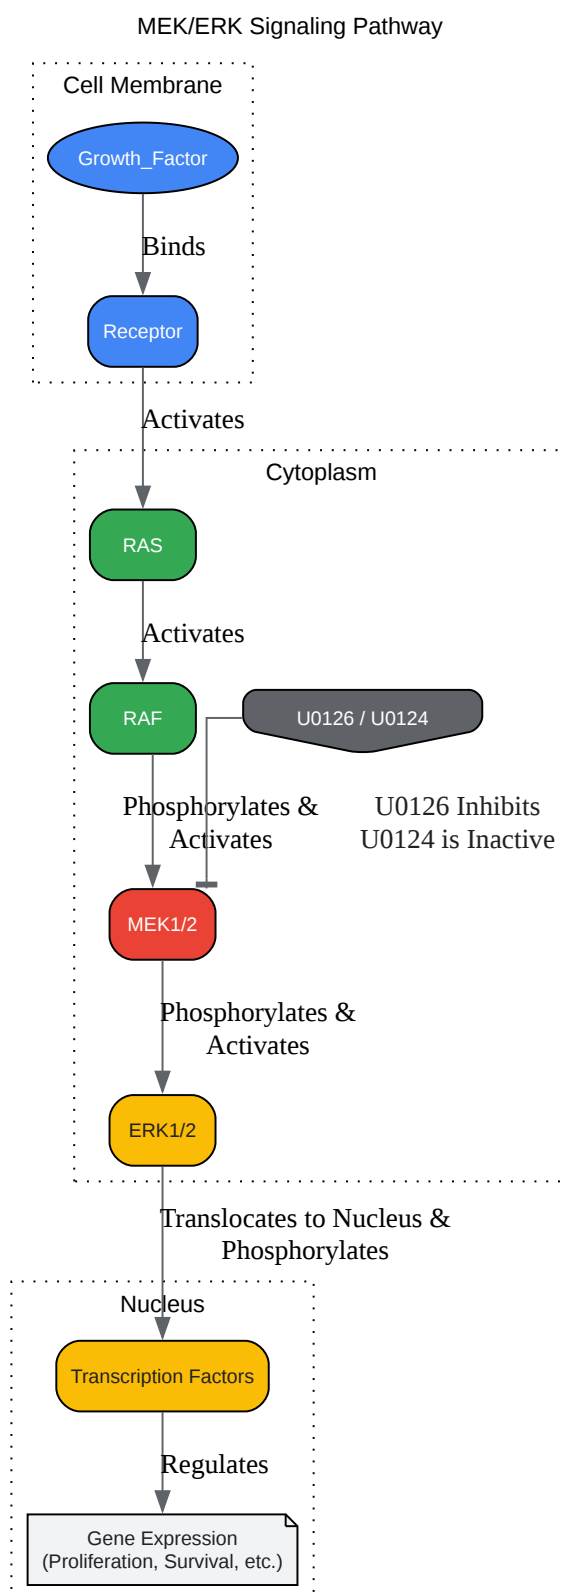 MEK/ERK Signaling Pathway
Cell Membrane
Growth_Factor
Binds
Receptor
Activates
Cytoplasm
RAS
Activates
RAF
U0126 / U0124
Phosphorylates &
Activates
U0126 Inhibits
U0124 is Inactive
MEK1/2
Phosphorylates &
Activates
ERK1/2
Translocates to Nucleus &
Phosphorylates
Nucleus
Transcription Factors
Regulates
Gene Expression
(Proliferation, Survival, etc.)